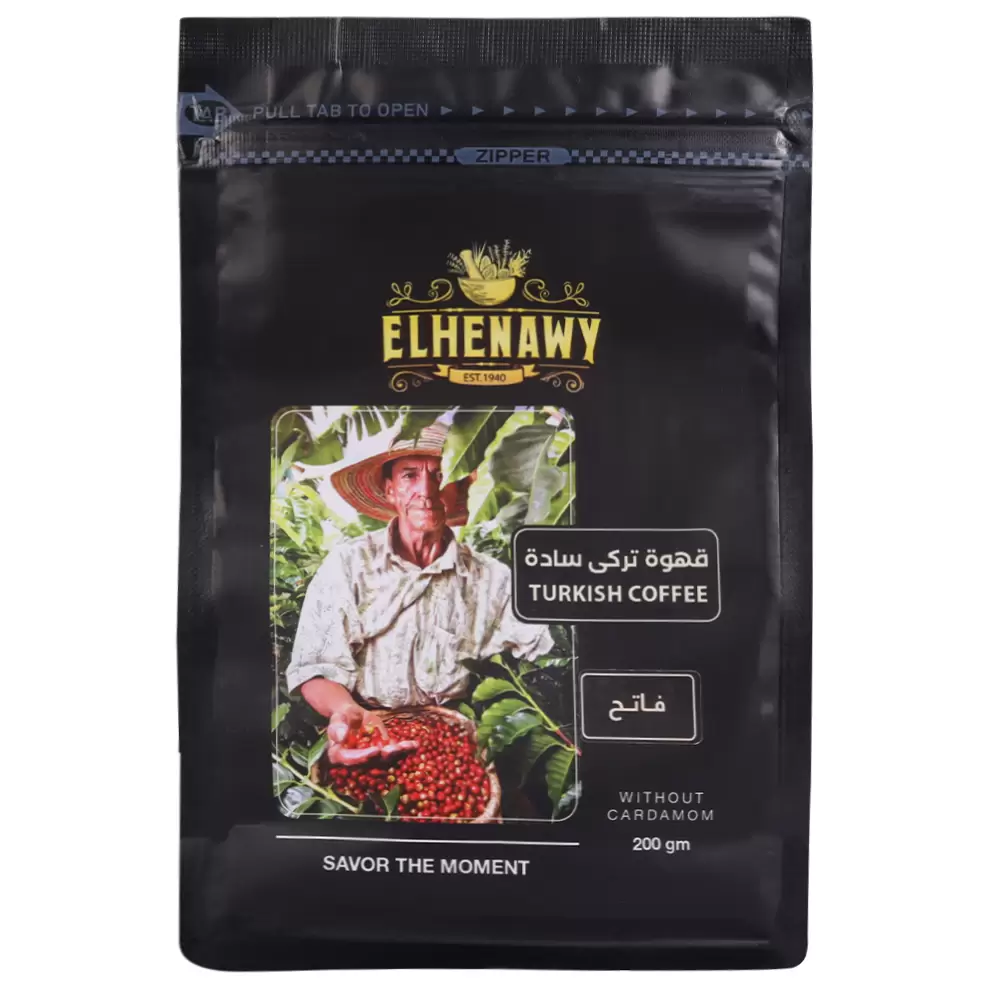 TAB
PULL TAB TO OPEN
ZIPPER
ELHENAWY
EST.1940
قهوة تركى سادة
TURKISH COFFEE
فاتح
WITHOUT
CARDAMOM
200 gm
SAVOR THE MOMENT